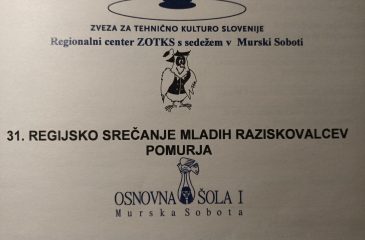 ZVEZA ZA TEHNIČNO KULTURO SLOVENIJE
Regionalni center ZOTKS s sedežem v Murski Soboti
31. REGIJSKO SREČANJE MLADIH RAZISKOVALCEV
POMURJA
OSNOVNA ŠOLA I
Murska Sobota